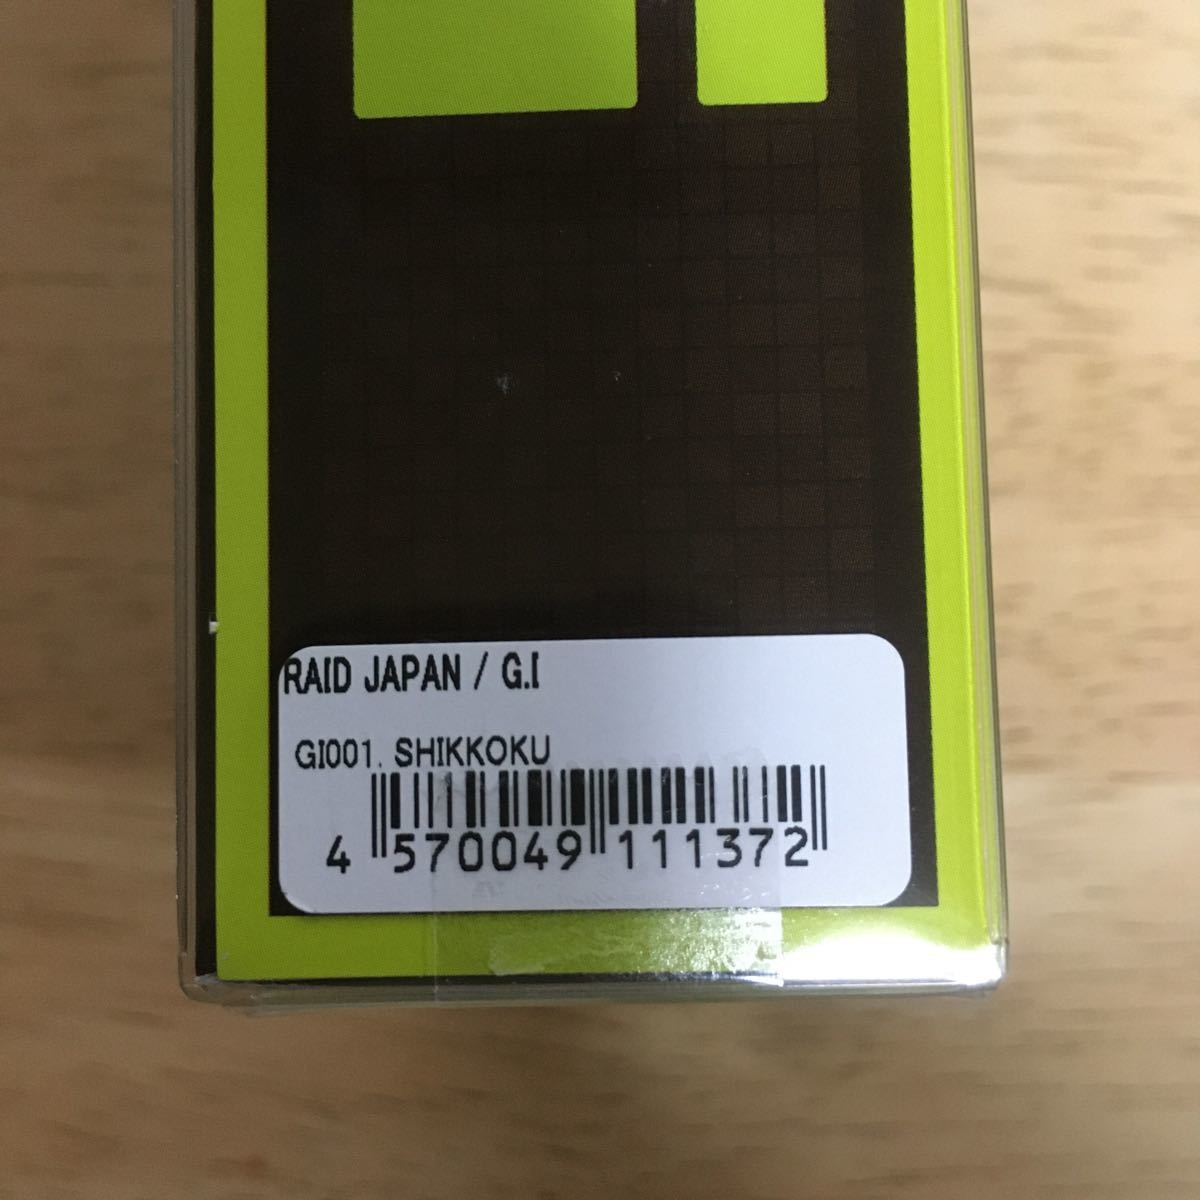 RAID JAPAN / G.I
GI001. SHIKKOKU
4 570049 111372